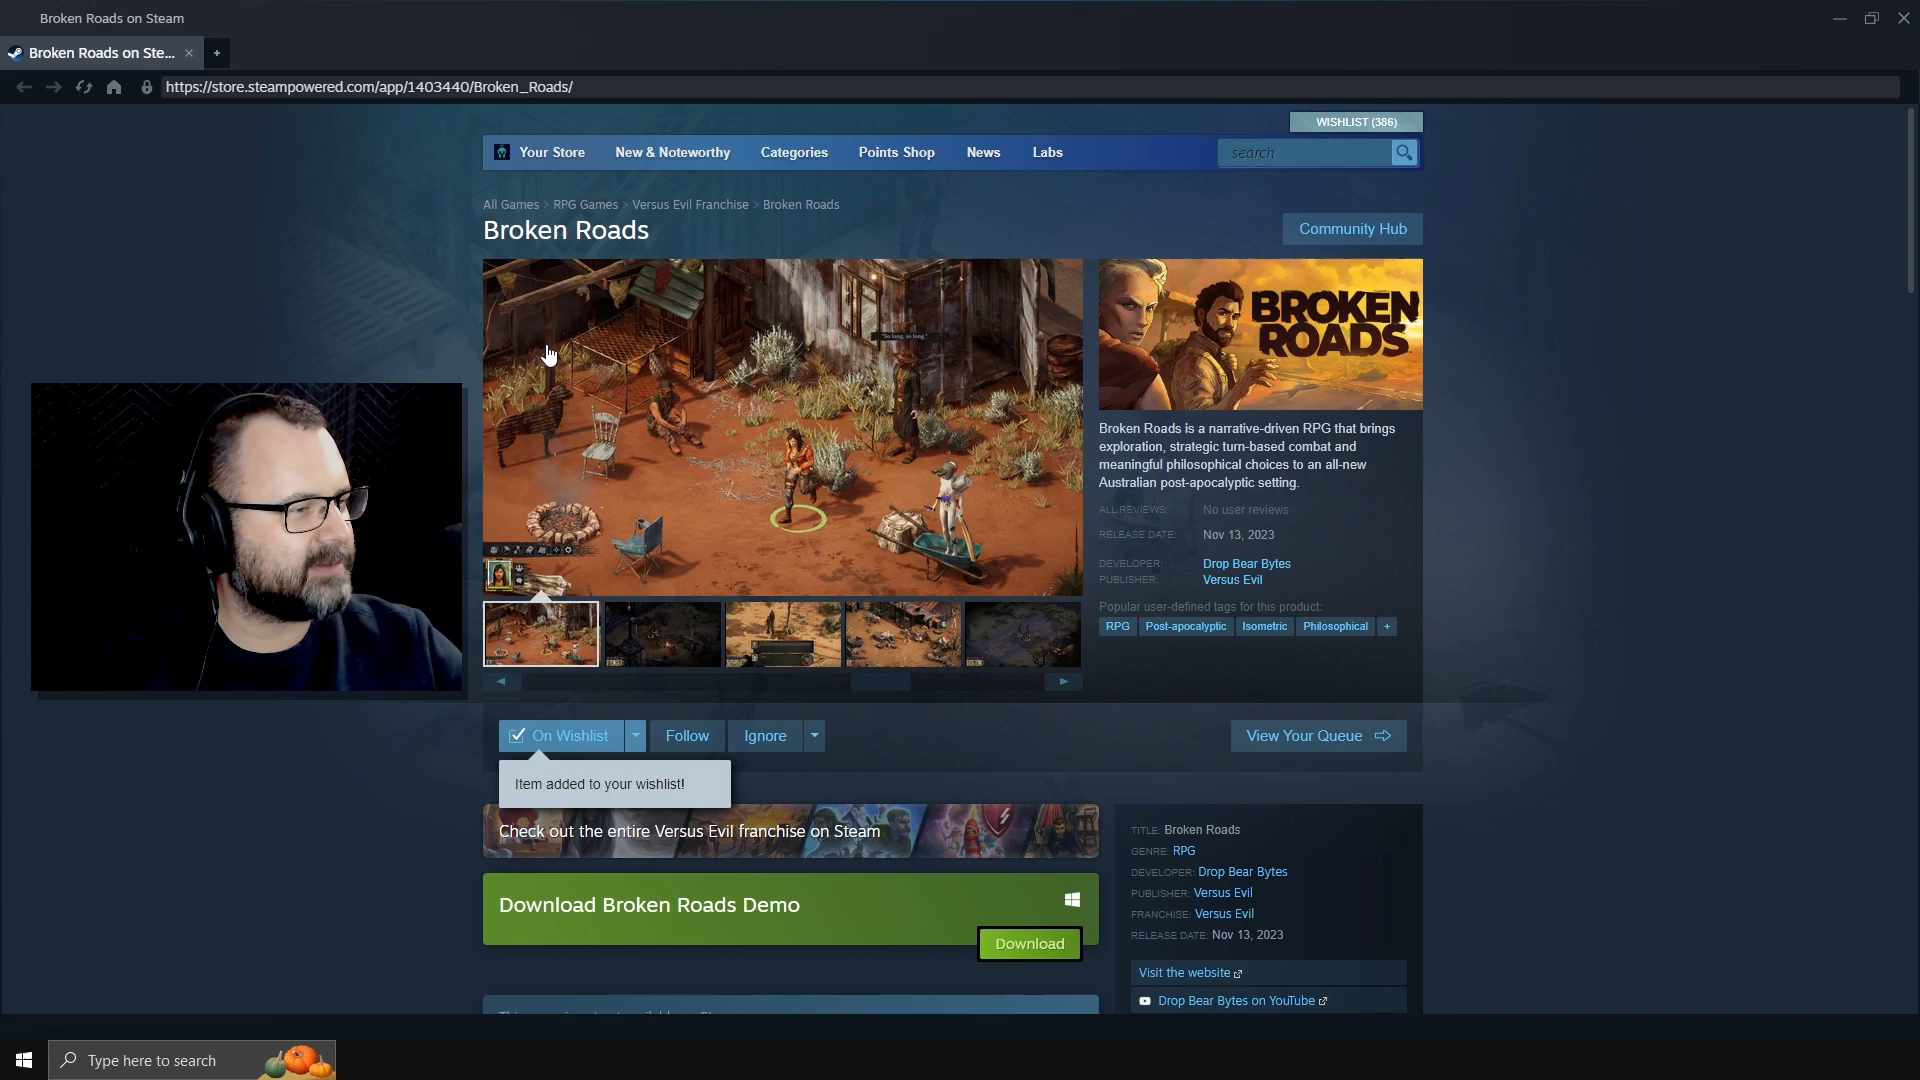 Broken Roads on Steam
Broken Roads on Ste...
https://store.steampowered.com/app/1403440/Broken_Roads/
WISHLIST (386)
Your Store
New & Noteworthy
Categories
Points Shop
News
Labs
search
All Games > RPG Games > Versus Evil Franchise > Broken Roads
Broken Roads
Community Hub
"So long, so long."
BROKEN
ROADS
Broken Roads is a narrative-driven RPG that brings
exploration, strategic turn-based combat and
meaningful philosophical choices to an all-new
Australian post-apocalyptic setting.
ALL REVIEWS: No user reviews
RELEASE DATE: Nov 13, 2023
DEVELOPER: Drop Bear Bytes
PUBLISHER: Versus Evil
Popular user-defined tags for this product:
RPG Post-apocalyptic Isometric Philosophical +
On Wishlist
Follow
Ignore
View Your Queue
Item added to your wishlist!
Check out the entire Versus Evil franchise on Steam
Download Broken Roads Demo
Download
TITLE: Broken Roads
GENRE: RPG
DEVELOPER: Drop Bear Bytes
PUBLISHER: Versus Evil
FRANCHISE: Versus Evil
RELEASE DATE: Nov 13, 2023
Visit the website
Drop Bear Bytes on YouTube
Type here to search